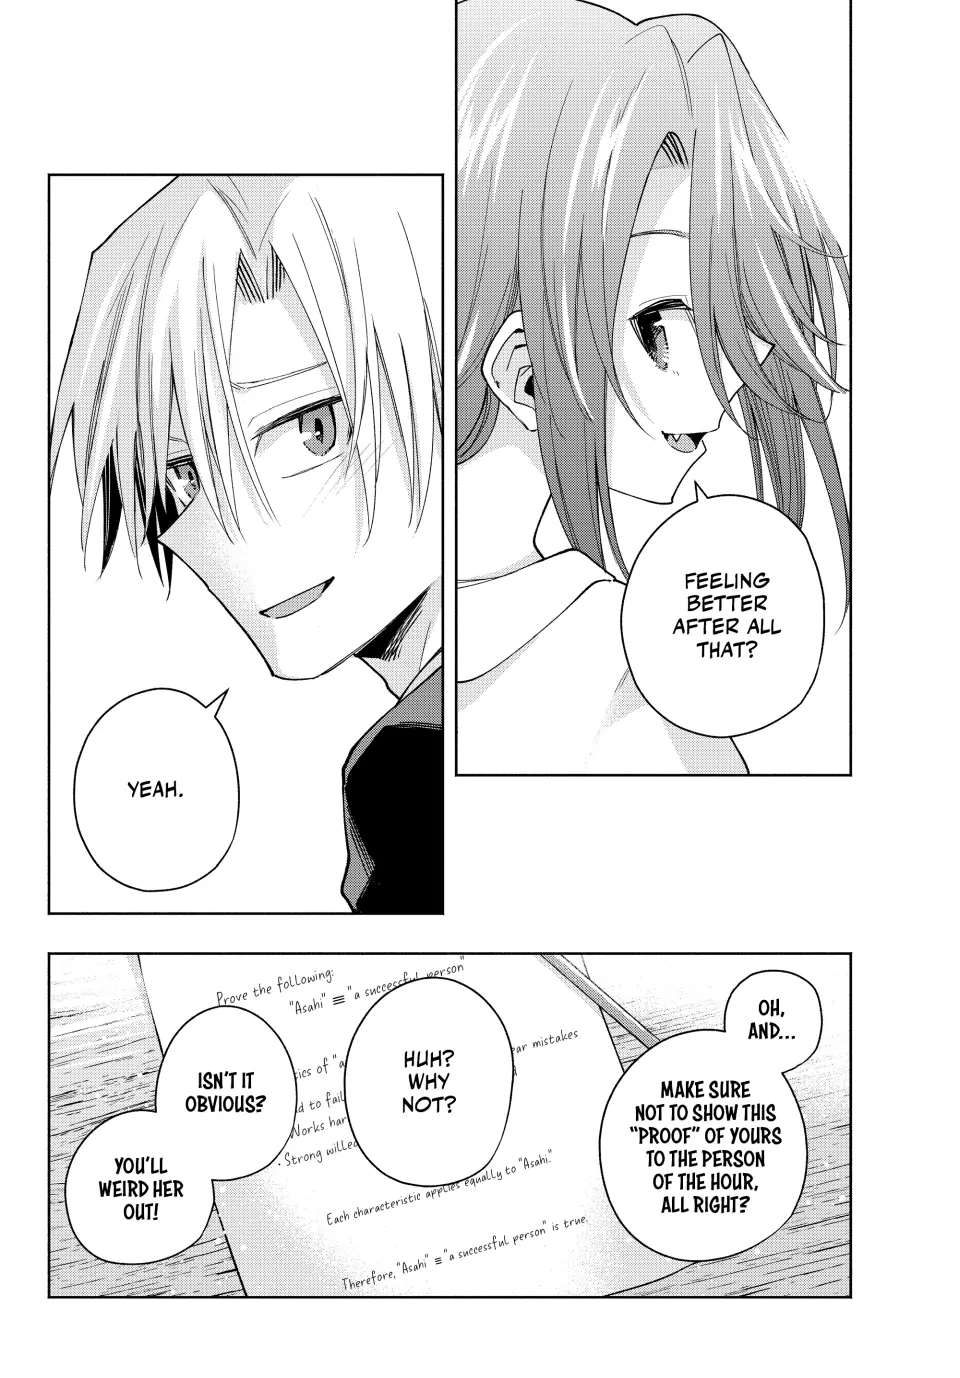 FEELING
BETTER
AFTER ALL
THAT?
YEAH.
OH,
AND...
MAKE SURE
NOT TO SHOW THIS
"PROOF" OF YOURS
TO THE PERSON
OF THE HOUR,
ALL RIGHT?
HUH?
WHY
NOT?
ISN'T IT
OBVIOUS?
YOU'LL
WEIRD HER
OUT!
Prove the following:
"Asahi" ≡ "a successful person"
mistakes
to
Works
· Strong willed
Each characteristic applies equally to "Asahi."
Therefore, "Asahi" ≡ "a successful person" is true.